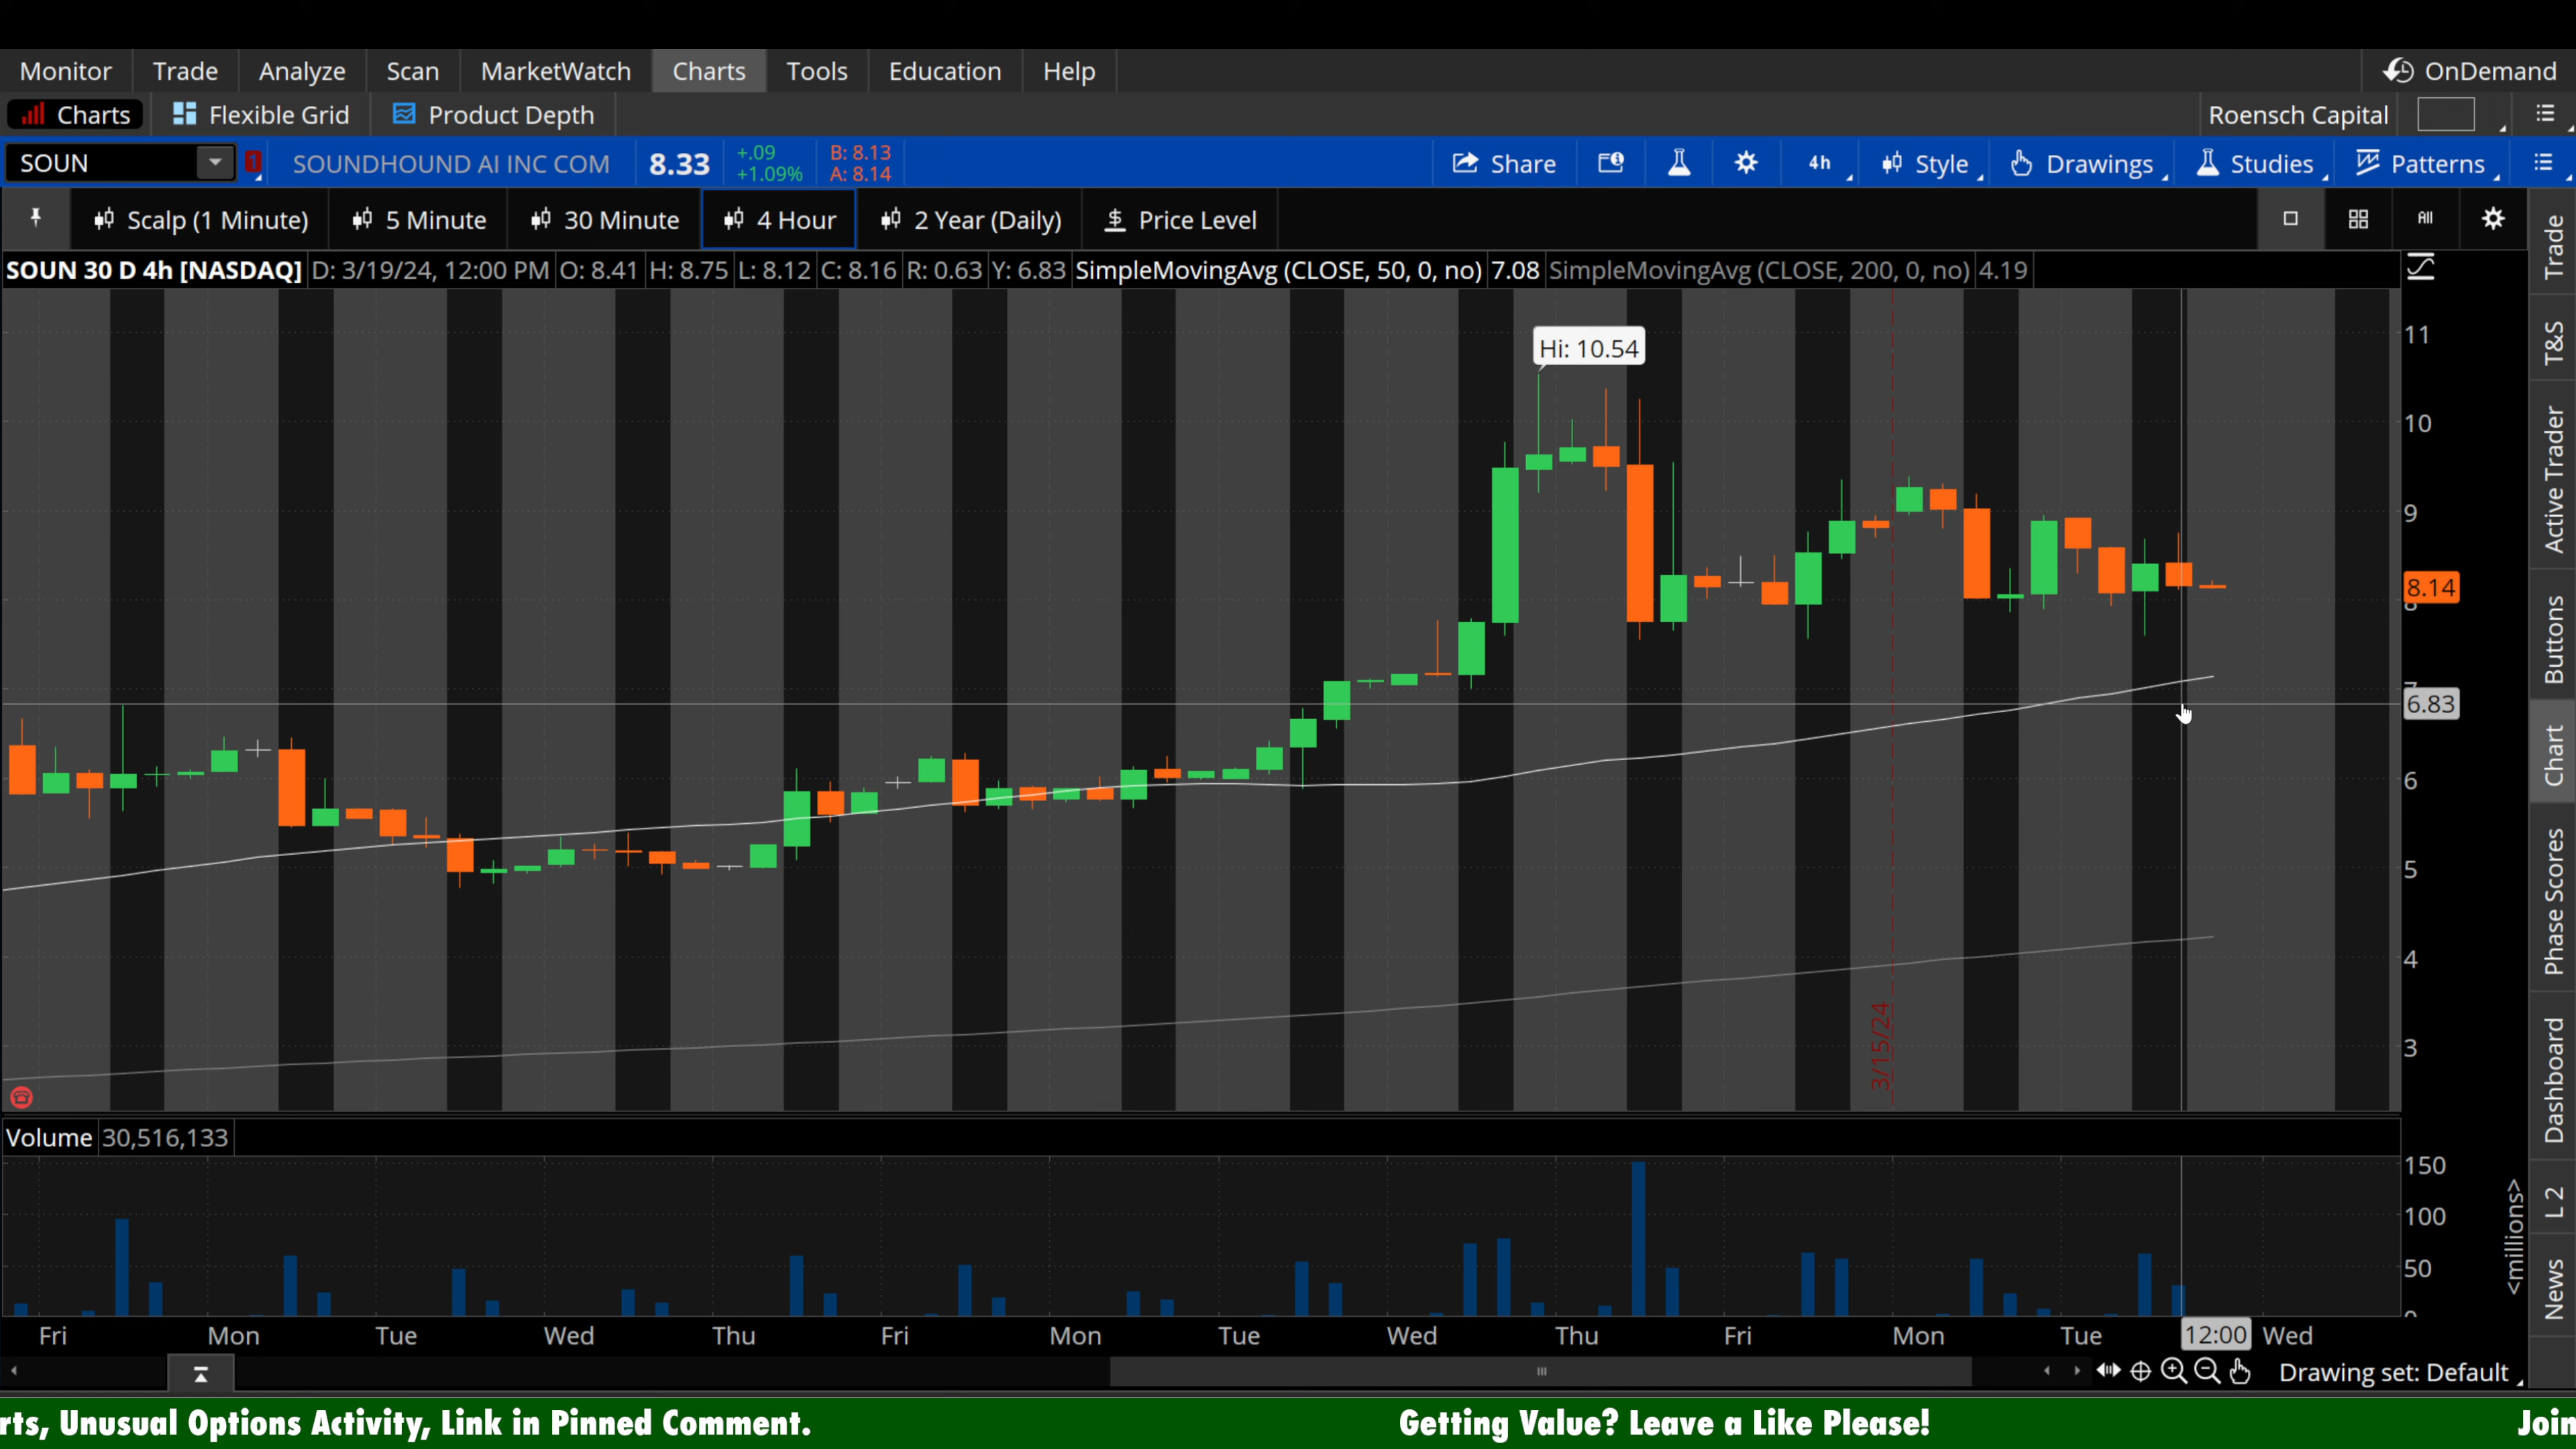 Monitor Trade Analyze Scan MarketWatch Charts Tools Education Help OnDemand
Charts Flexible Grid Product Depth Roensch Capital
SOUN 1 SOUNDHOUND AI INC COM 8.33 +.09 +1.09% B: 8.13 A: 8.14 Share 4h Style Drawings Studies Patterns
Scalp (1 Minute) 5 Minute 30 Minute 4 Hour 2 Year (Daily) $ Price Level All
SOUN 30 D 4h [NASDAQ] D: 3/19/24, 12:00 PM O: 8.41 H: 8.75 L: 8.12 C: 8.16 R: 0.63 Y: 6.83 SimpleMovingAvg (CLOSE, 50, 0, no) 7.08 SimpleMovingAvg (CLOSE, 200, 0, no) 4.19
Hi: 10.54
11
10
9
8.14
8
7
6.83
6
5
4
3
3/15/24
Volume 30,516,133
150
100
50
0
<millions>
Fri Mon Tue Wed Thu Fri Mon Tue Wed Thu Fri Mon Tue 12:00 Wed
Drawing set: Default
Trade
T&S
Active Trader
Buttons
Chart
Phase Scores
Dashboard
L 2
News
rts, Unusual Options Activity, Link in Pinned Comment. Getting Value? Leave a Like Please! Join